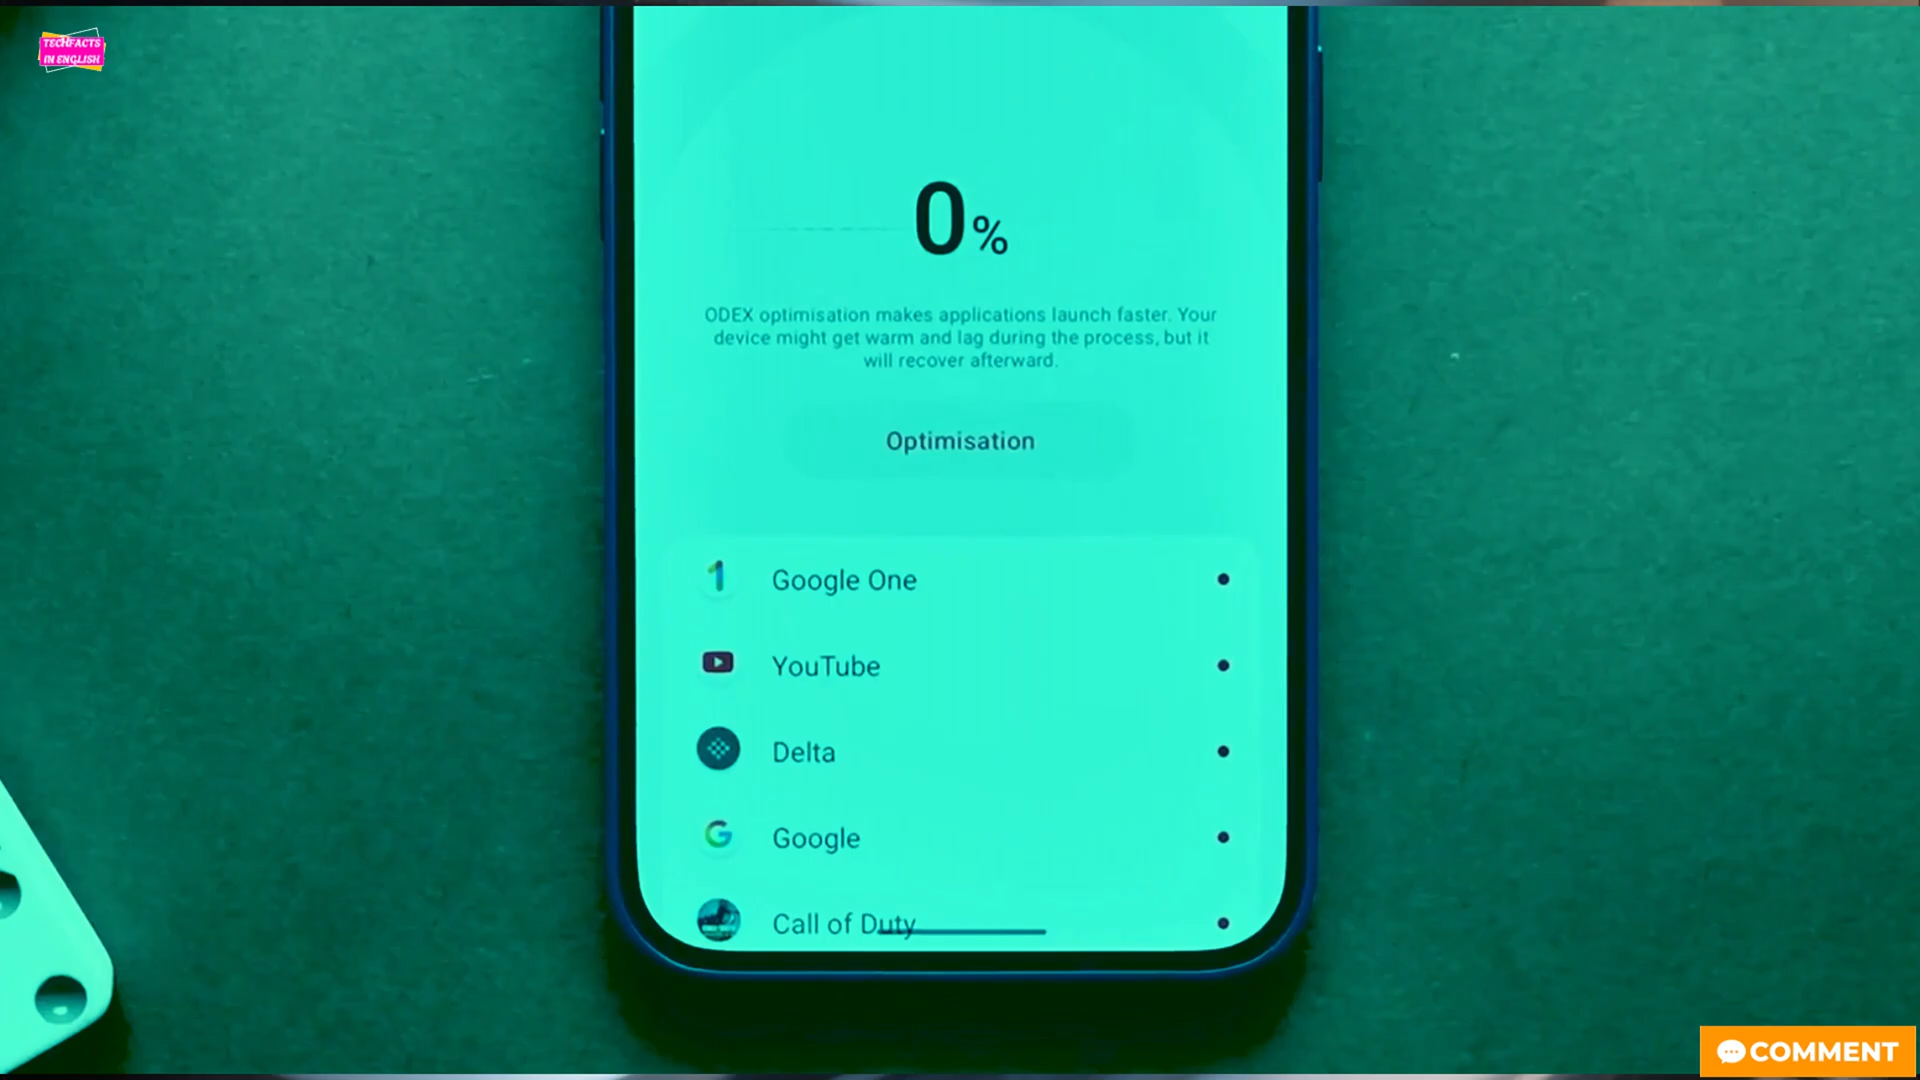 TECHFACTS
IN ENGLISH
0%
ODEX optimisation makes applications launch faster. Your
device might get warm and lag during the process, but it
will recover afterward.
Optimisation
1 Google One
YouTube
Delta
G Google
Call of Duty
COMMENT